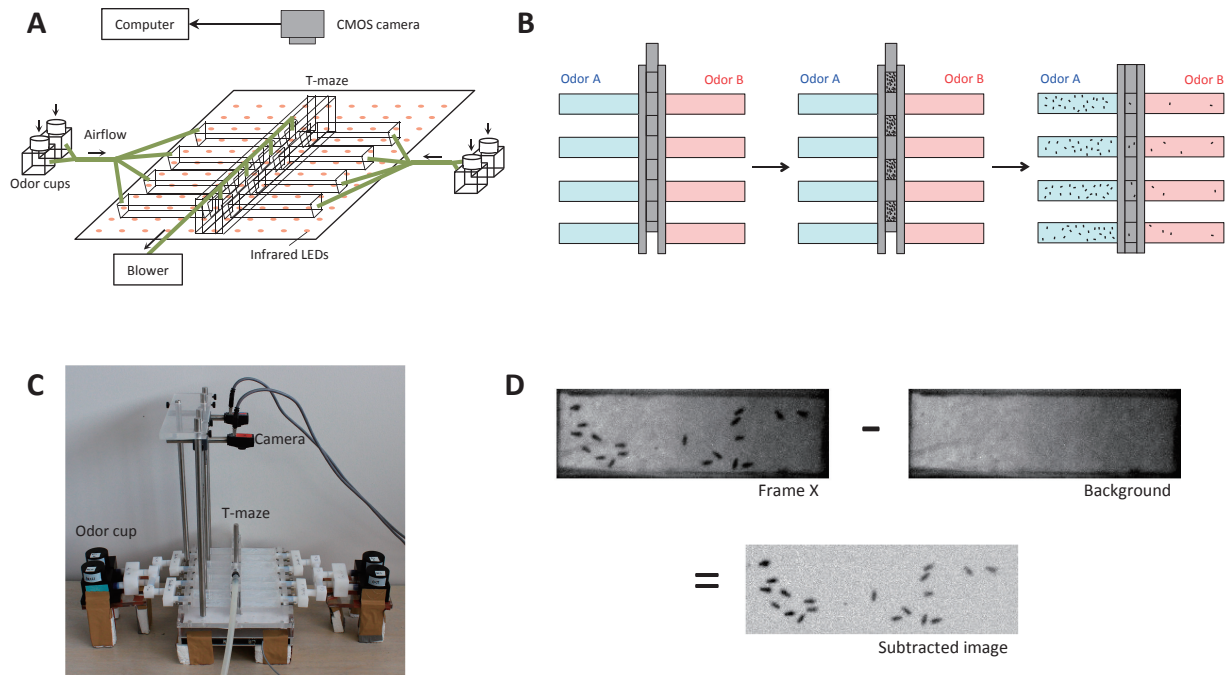 A
Computer
CMOS camera
T-maze
Airflow
Odor cups
Infrared LEDs
Blower
B
Odor A
Odor B
Odor A
Odor B
Odor A
Odor B
C
Camera
T-maze
Odor cup
D
Frame X
Background
Subtracted image